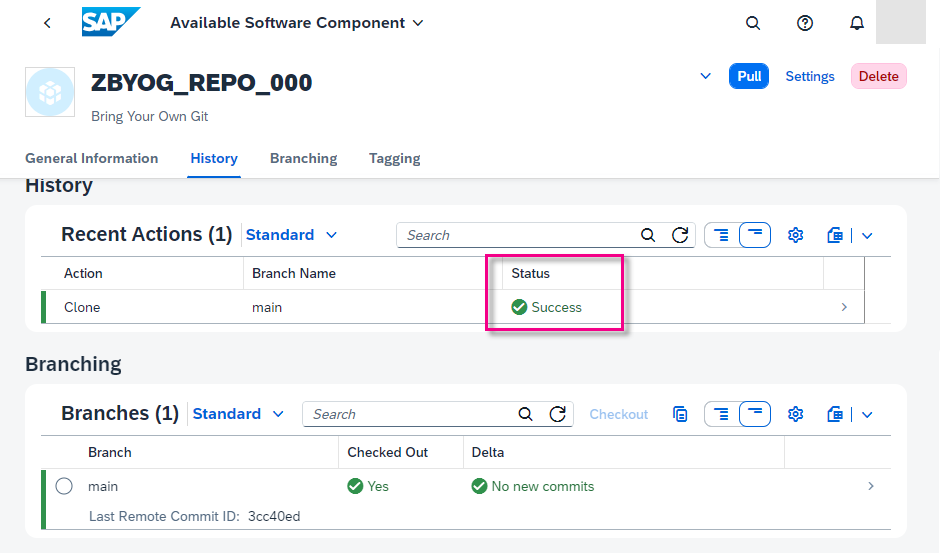 SAP Available Software Component
ZBYOG_REPO_000
Pull Settings Delete
Bring Your Own Git
General Information History Branching Tagging
History
Recent Actions (1) Standard Search
Action Branch Name Status
Clone main Success
Branching
Branches (1) Standard Search Checkout
Branch Checked Out Delta
main Yes No new commits
Last Remote Commit ID: 3cc40ed